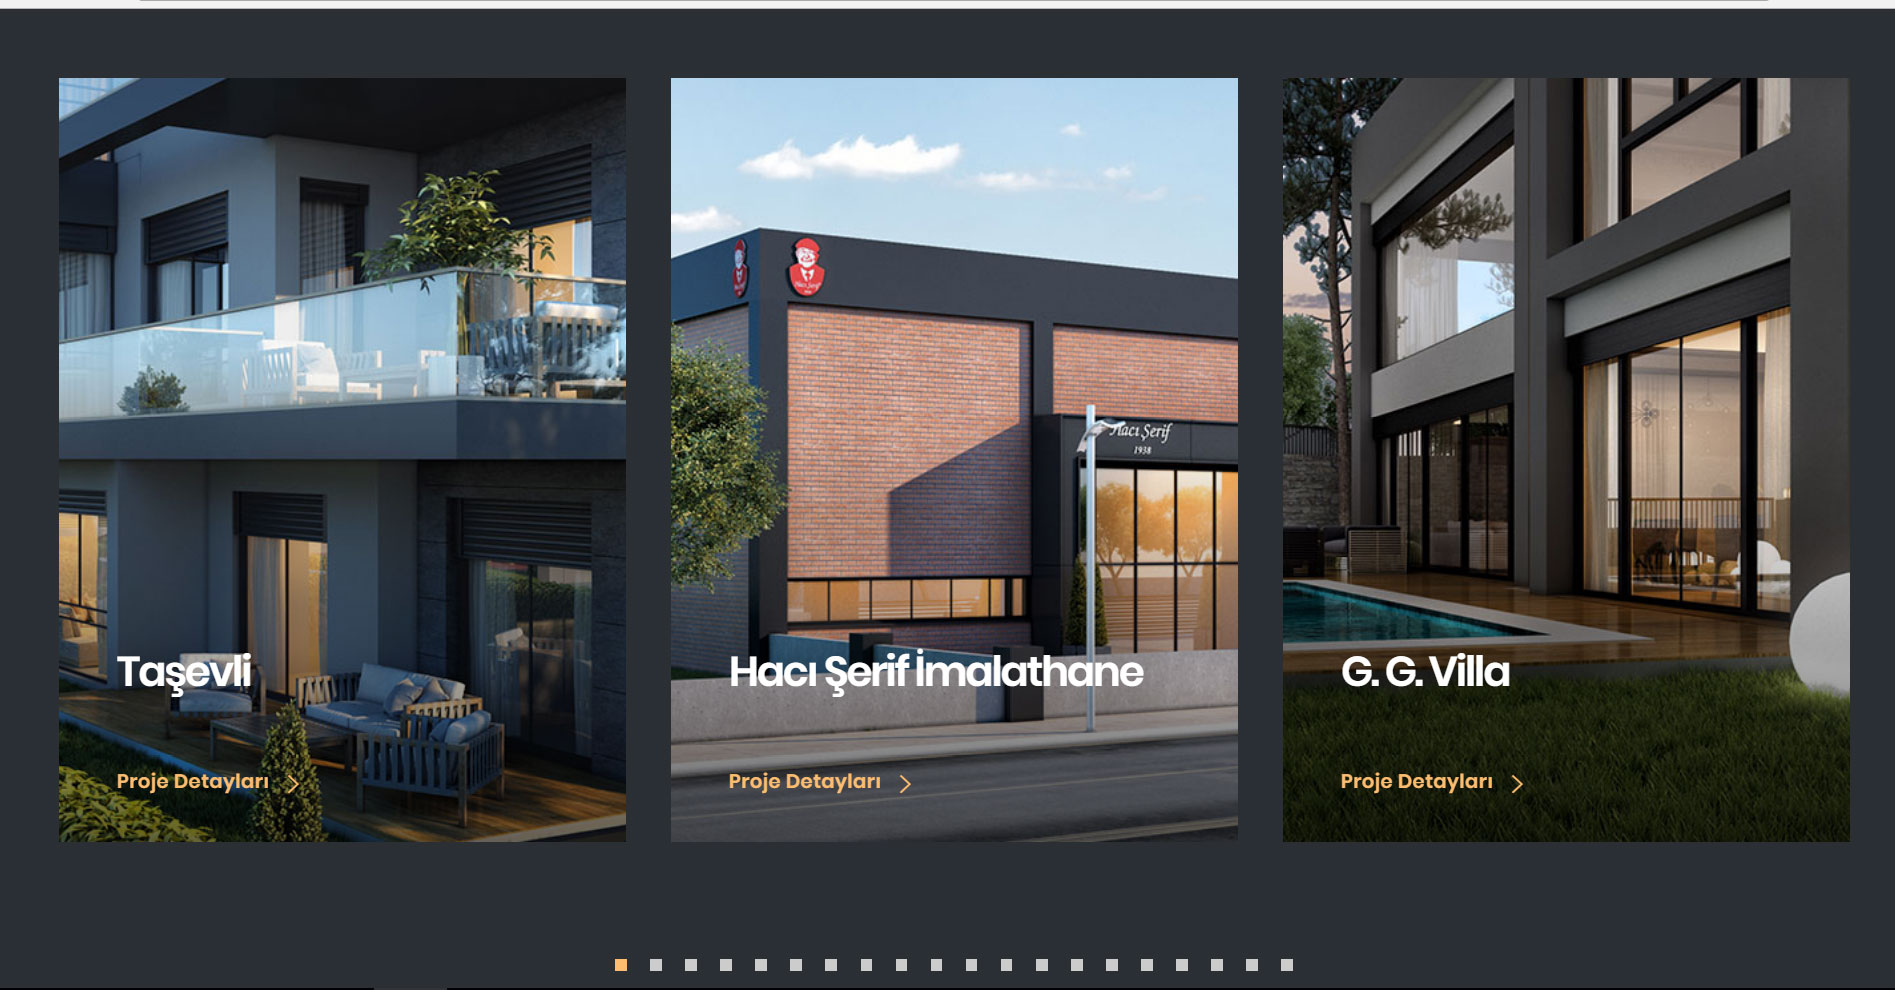 Hacı Şerif
1938
Taşevli
Hacı Şerif İmalathane
G. G. Villa
Proje Detayları
Proje Detayları
Proje Detayları